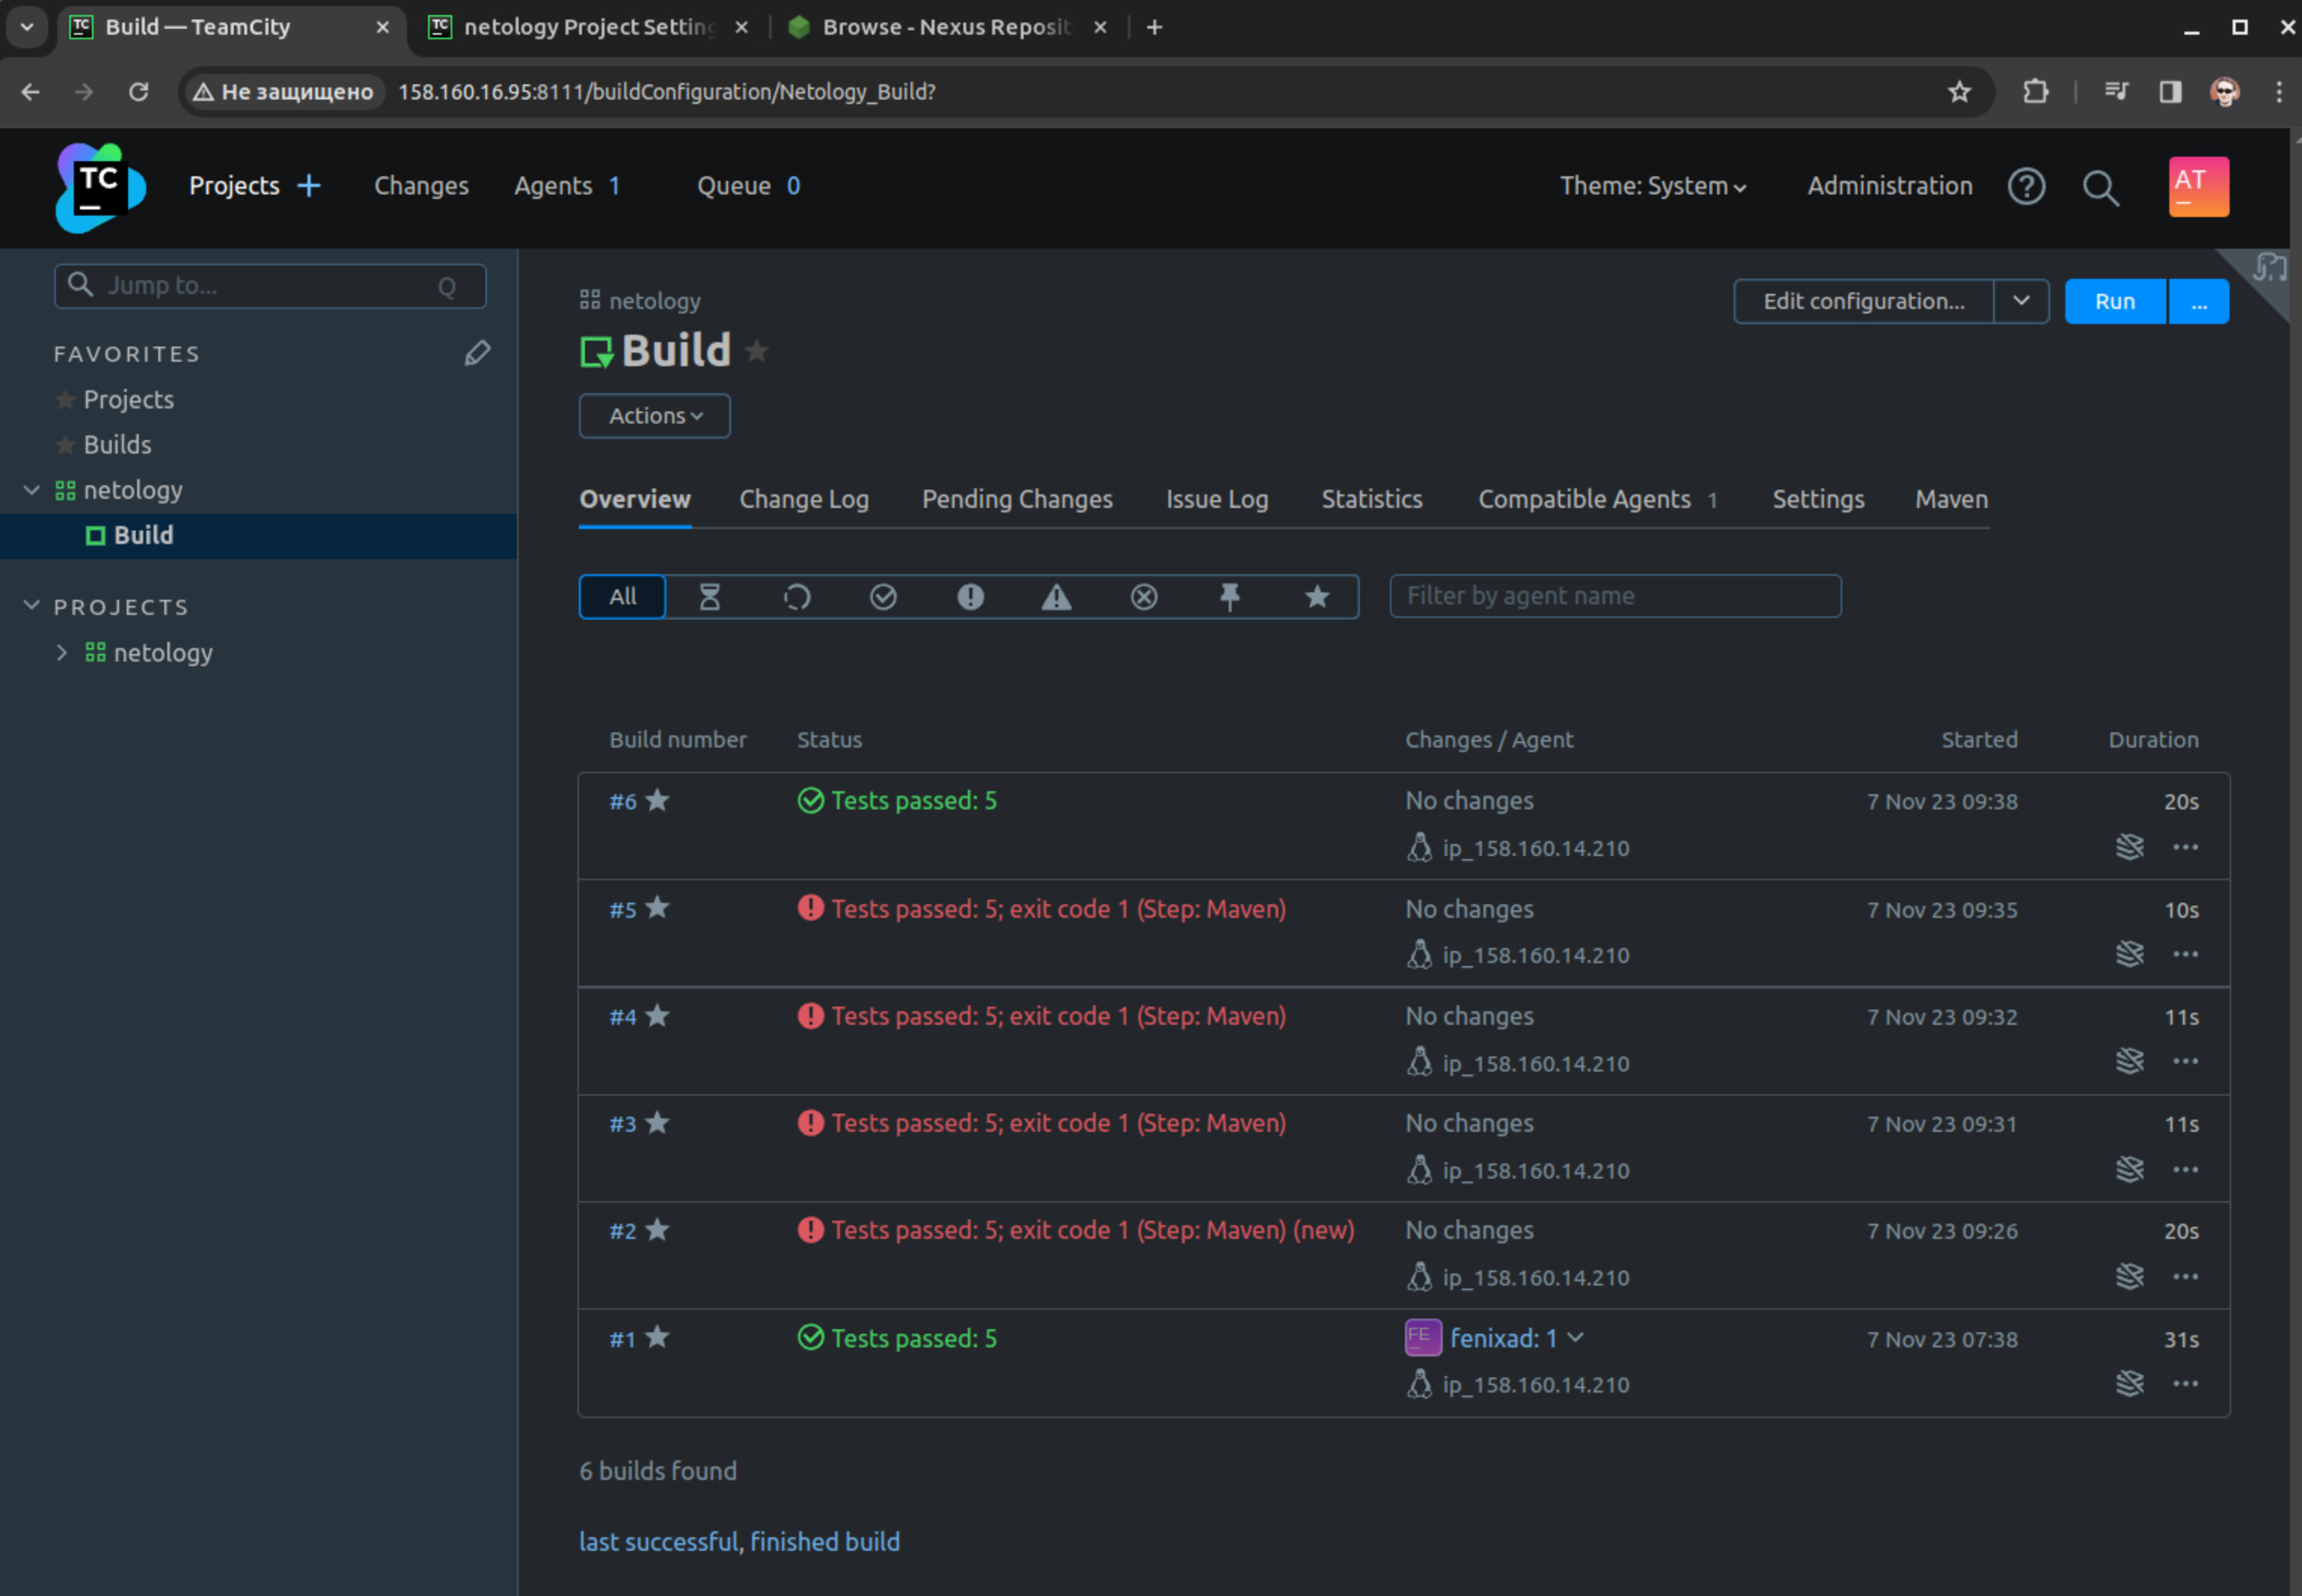 Build — TeamCity
netology Project Setting
Browse - Nexus Reposit
Не защищено 158.160.16.95:8111/buildConfiguration/Netology_Build?
TC
Projects
Changes
Agents 1
Queue 0
Theme: System
Administration
AT
Jump to...
Q
FAVORITES
Projects
Builds
netology
Build
PROJECTS
netology
netology
Build
Edit configuration...
Run
...
Actions
Overview
Change Log
Pending Changes
Issue Log
Statistics
Compatible Agents 1
Settings
Maven
All
Filter by agent name
Build number Status Changes / Agent Started Duration
#6 Tests passed: 5 No changes 7 Nov 23 09:38 20s
ip_158.160.14.210
#5 Tests passed: 5; exit code 1 (Step: Maven) No changes 7 Nov 23 09:35 10s
ip_158.160.14.210
#4 Tests passed: 5; exit code 1 (Step: Maven) No changes 7 Nov 23 09:32 11s
ip_158.160.14.210
#3 Tests passed: 5; exit code 1 (Step: Maven) No changes 7 Nov 23 09:31 11s
ip_158.160.14.210
#2 Tests passed: 5; exit code 1 (Step: Maven) (new) No changes 7 Nov 23 09:26 20s
ip_158.160.14.210
#1 Tests passed: 5 FE fenixad: 1 7 Nov 23 07:38 31s
ip_158.160.14.210
6 builds found
last successful, finished build